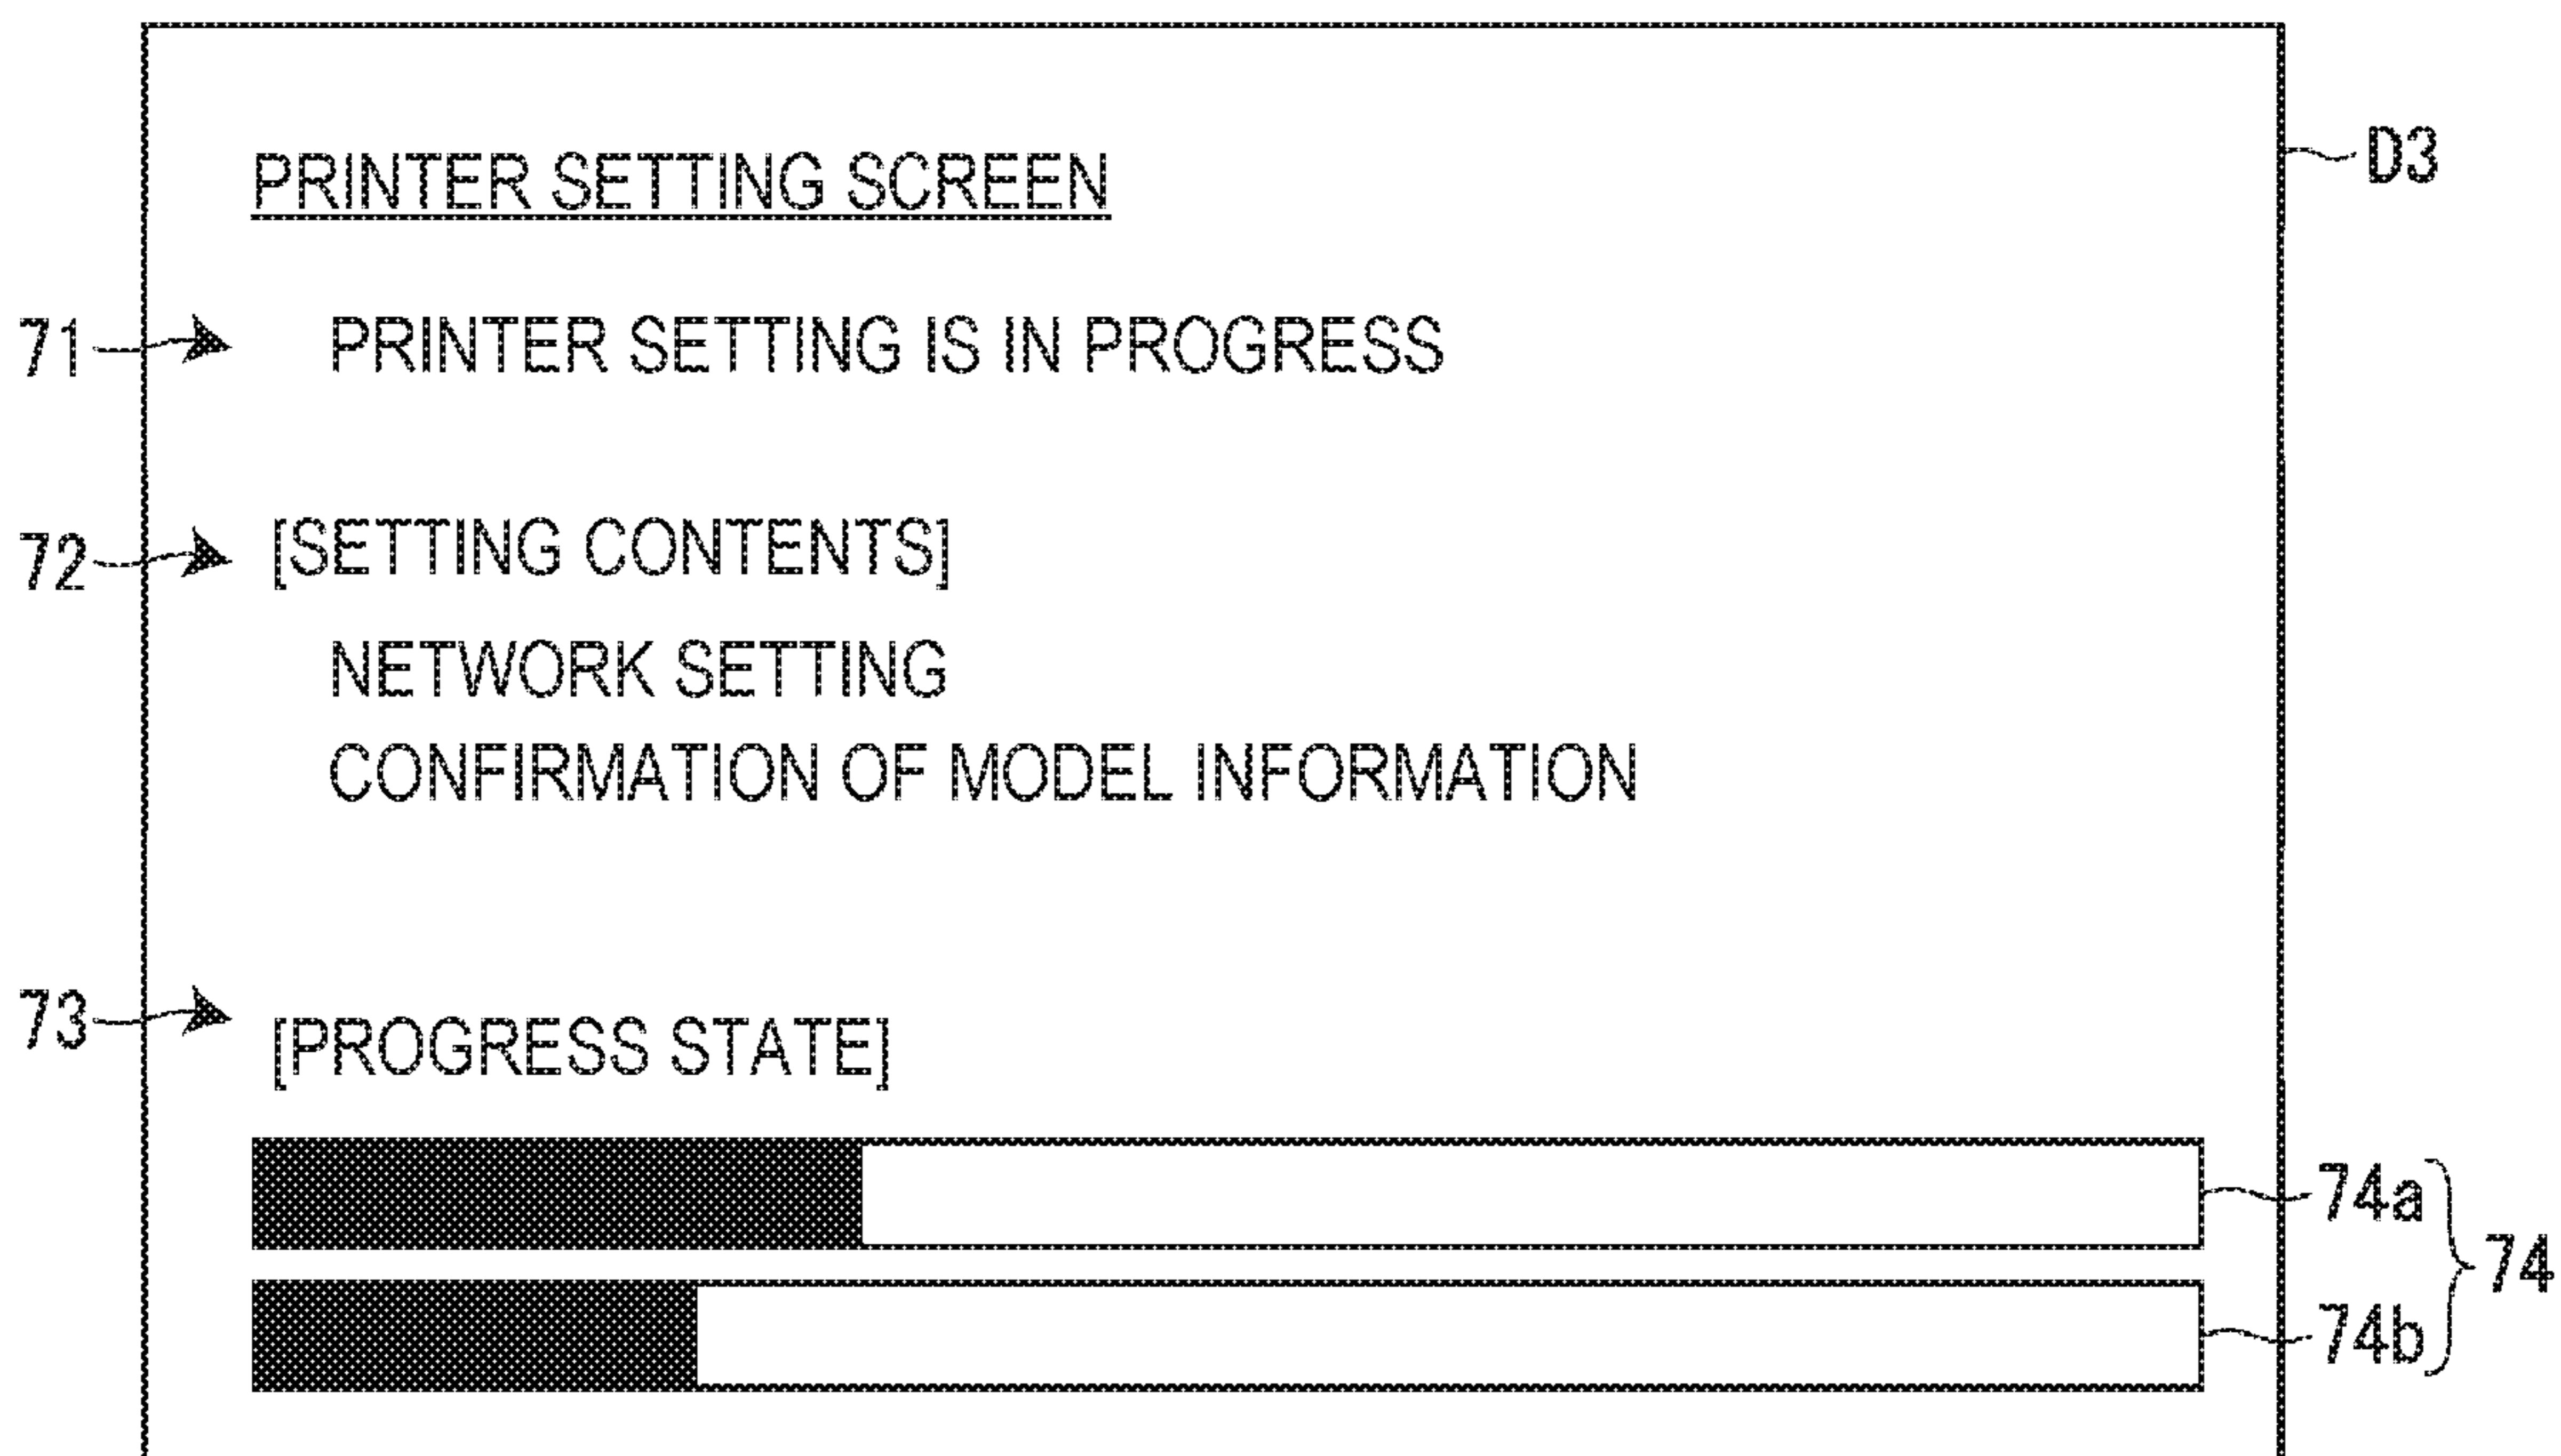 PRINTER SETTING SCREEN
D3
71
PRINTER SETTING IS IN PROGRESS
72
[SETTING CONTENTS]
NETWORK SETTING
CONFIRMATION OF MODEL INFORMATION
73
[PROGRESS STATE]
74a
74
74b